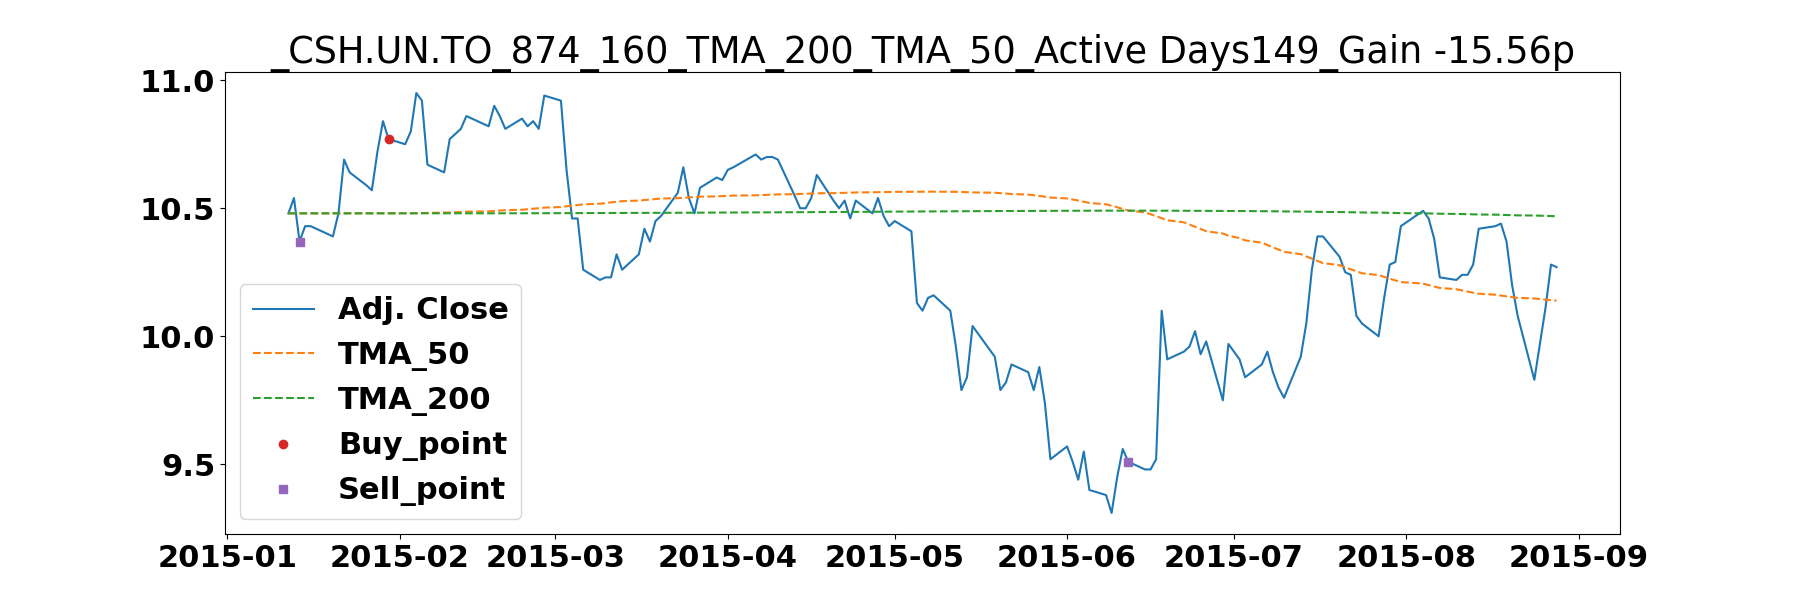 _CSH.UN.TO_874_160_TMA_200_TMA_50_Active Days149_Gain -15.56p
11.0
10.5
10.0
9.5
Adj. Close
TMA_50
TMA_200
Buy_point
Sell_point
2015-01 2015-02 2015-03 2015-04 2015-05 2015-06 2015-07 2015-08 2015-09